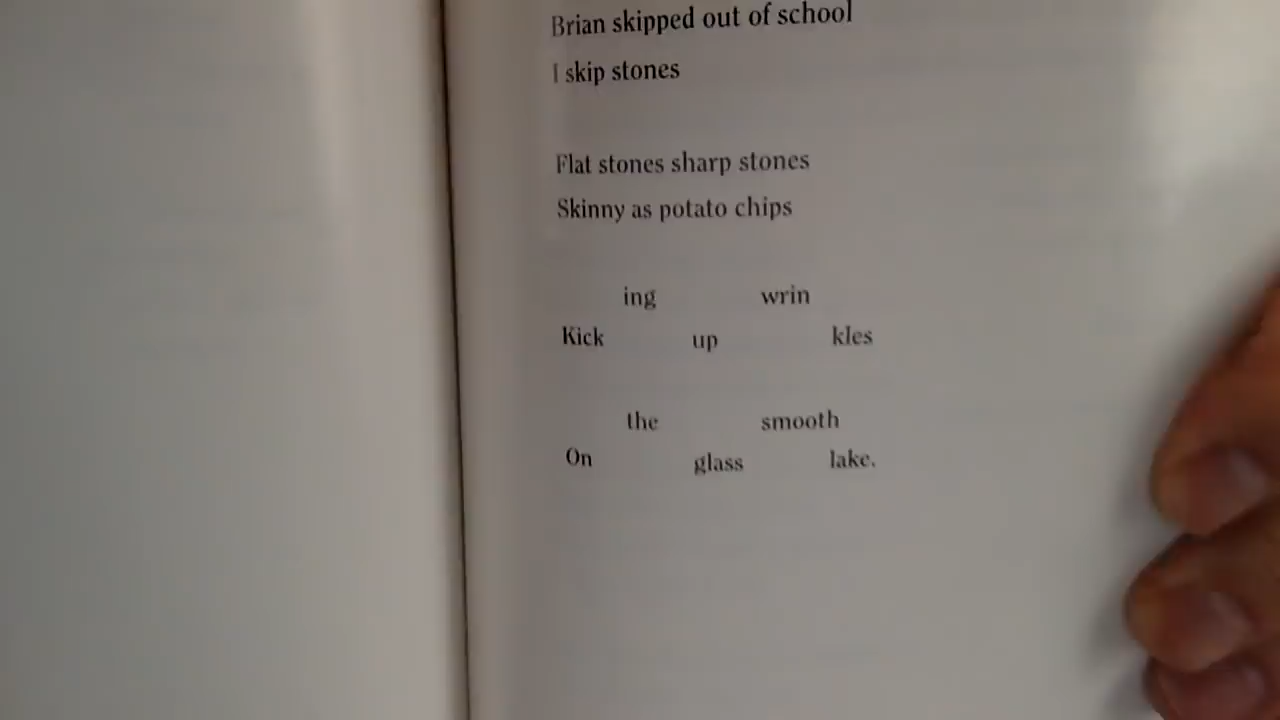 Brian skipped out of school
I skip stones
Flat stones sharp stones
Skinny as potato chips
ing wrin
Kick up kles
the smooth
On glass lake.